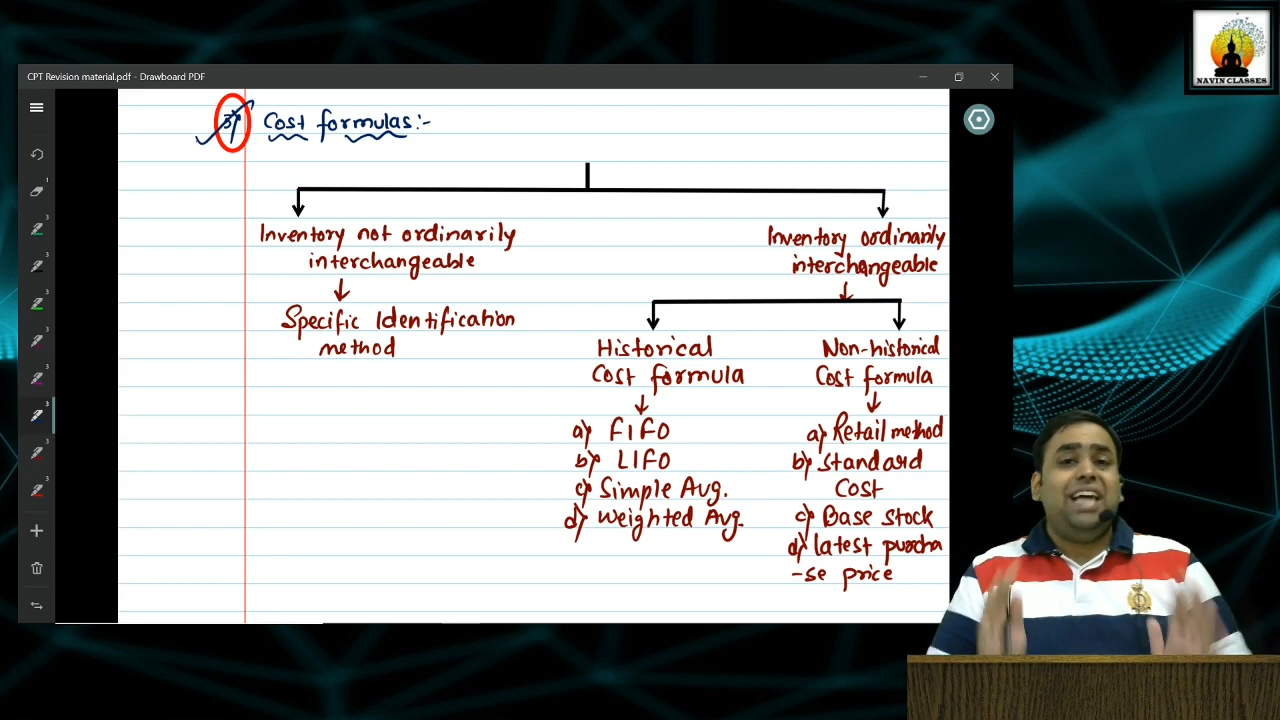 NAVIN CLASSES
CPT Revision material.pdf - Drawboard PDF
Cost formulas:-
Inventory not ordinarily
interchangeable
Specific Identification
method
Inventory ordinarily
interchangeable
Historical
Cost formula
a) FIFO
b) LIFO
c) Simple Avg.
d) Weighted Avg.
Non-historical
Cost formula
a) Retail method
b) Standard
Cost
c) Base stock
d) latest purcha
-se price